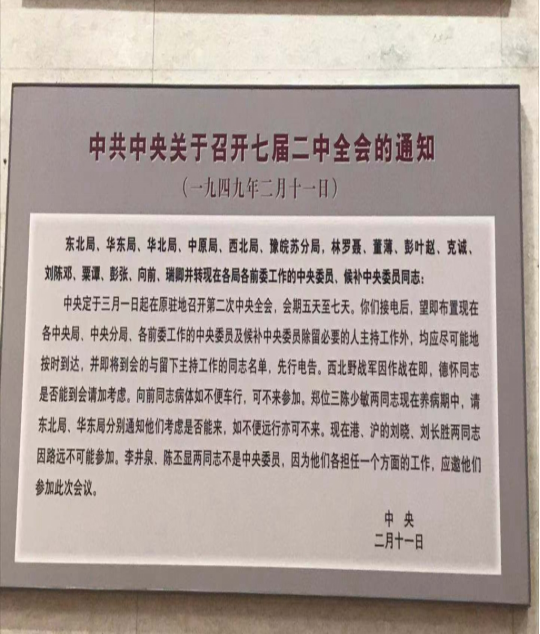 中共中央关于召开七届二中全会的通知
（一九四九年二月十一日）
东北局、华东局、华北局、中原局、西北局、豫皖苏分局，林罗聂、董薄、彭叶赵、克诚、
刘陈邓、粟谭、彭张、向前、瑞卿并转现在各局各前委工作的中央委员、候补中央委员同志：
中央定于三月一日起在原驻地召开第二次中央全会，会期五天至七天。你们接电后，望即布置现在
各中央局、中央分局、各前委工作的中央委员及候补中央委员除留必要的人主持工作外，均应尽可能地
按时到达，并即将到会的与留下主持工作的同志名单，先行电告。西北野战军因作战在即，德怀同志
是否能到会请加考虑。向前同志病体如不便车行，可不来参加。郑位三陈少敏两同志现在养病期中，请
东北局、华东局分别通知他们考虑是否能来，如不便远行亦可不来。现在港、沪的刘晓、刘长胜两同志
因路远不可能参加。李井泉、陈丕显两同志不是中央委员，因为他们各担任一个方面的工作，应邀他们
参加此次会议。
中　央
二月十一日